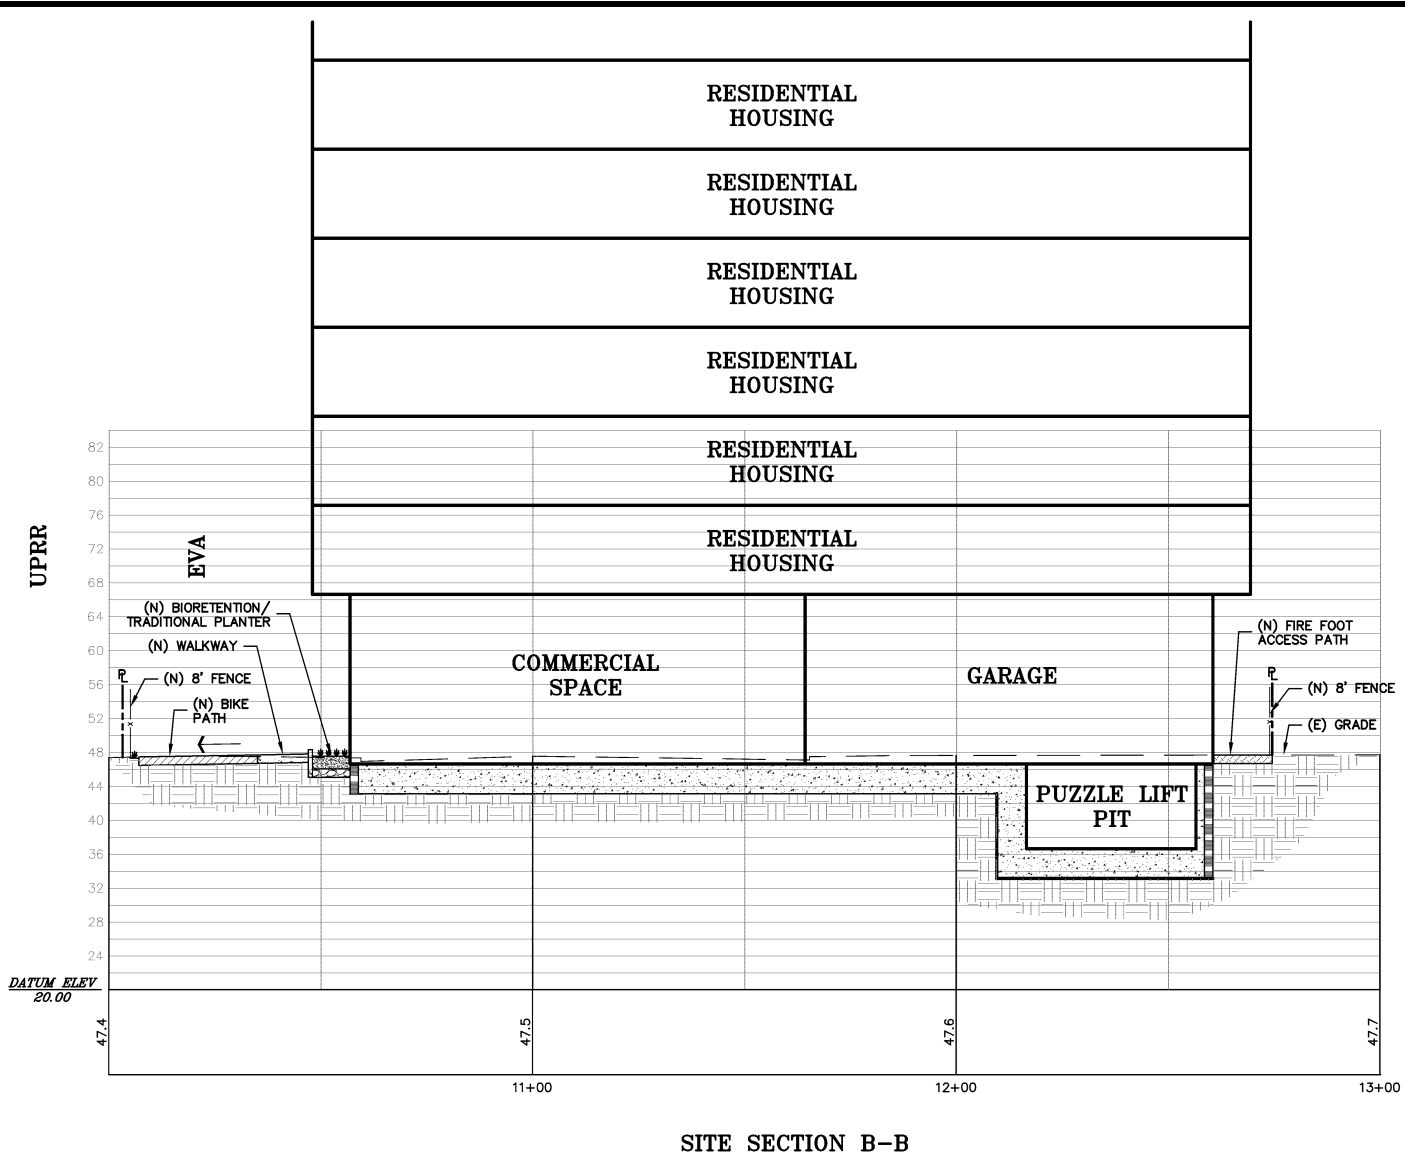 RESIDENTIAL
HOUSING
RESIDENTIAL
HOUSING
RESIDENTIAL
HOUSING
RESIDENTIAL
HOUSING
RESIDENTIAL
HOUSING
RESIDENTIAL
HOUSING
82
80
76
72
68
64
60
56
52
48
44
40
36
32
28
24
UPRR
EVA
(N) BIORETENTION/
TRADITIONAL PLANTER
(N) WALKWAY
PL
(N) 8' FENCE
(N) BIKE
PATH
COMMERCIAL
SPACE
GARAGE
(N) FIRE FOOT
ACCESS PATH
PL
(N) 8' FENCE
(E) GRADE
PUZZLE LIFT
PIT
DATUM ELEV
20.00
47.4
47.5
47.6
47.7
11+00
12+00
13+00
SITE SECTION B-B